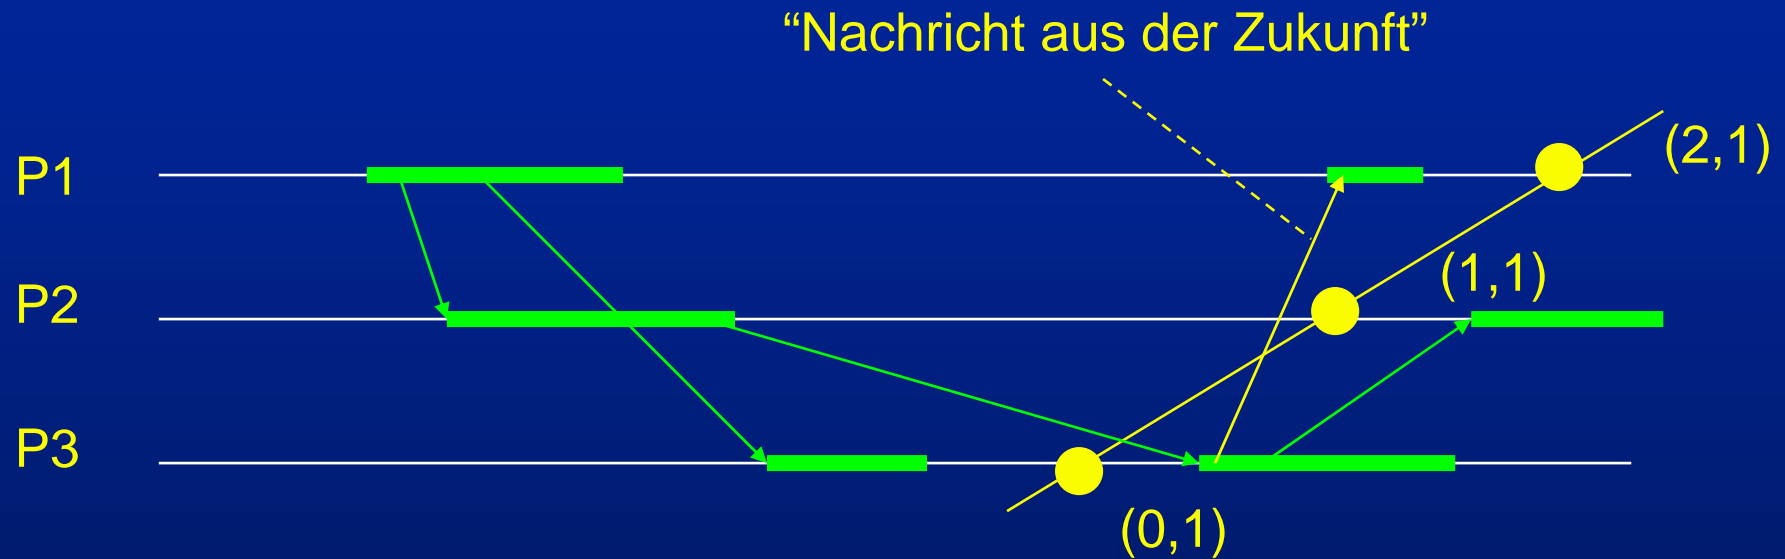 “Nachricht aus der Zukunft”
P1
(2,1)
P2
(1,1)
P3
(0,1)